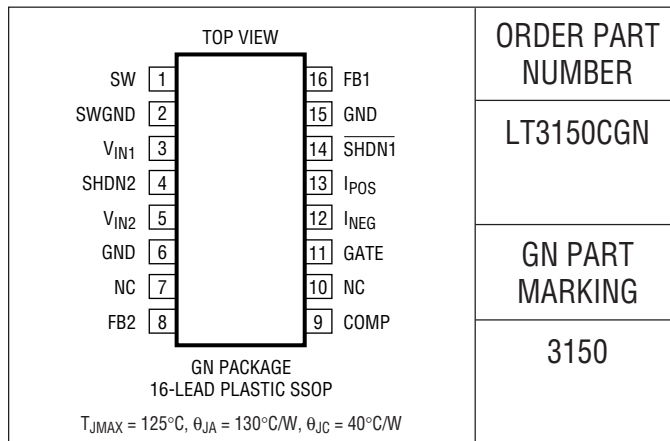 TOP VIEW
SW 1
SWGND 2
VIN1 3
SHDN2 4
VIN2 5
GND 6
NC 7
FB2 8
16 FB1
15 GND
14 SHDN1
13 IPOS
12 INEG
11 GATE
10 NC
9 COMP
GN PACKAGE
16-LEAD PLASTIC SSOP
TJMAX = 125°C, θJA = 130°C/W, θJC = 40°C/W
ORDER PART
NUMBER
LT3150CGN
GN PART
MARKING
3150